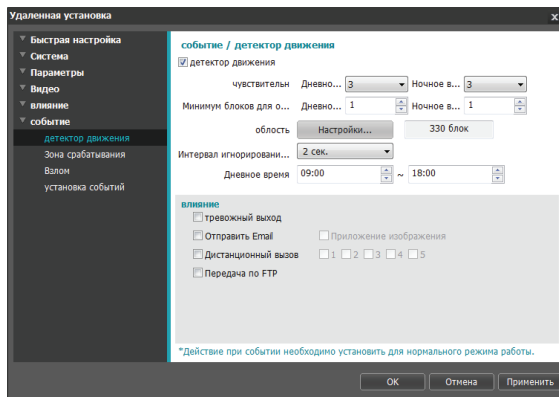 Удаленная установка x
Быстрая настройка
Система
Параметры
Видео
влияние
событие
детектор движения
Зона срабатывания
Взлом
установка событий
событие / детектор движения
детектор движения
чувствительн Дневно... 3 Ночное в... 3
Минимум блоков для о... Дневно... 1 Ночное в... 1
облость Настройки... 330 блок
Интервал игнорировани... 2 сек.
Дневное время 09:00 ~ 18:00
влияние
тревожный выход
Отправить Email Приложение изображения
Дистанционный вызов 1 2 3 4 5
Передача по FTP
*Действие при событии необходимо установить для нормального режима работы.
OK Отмена Применить